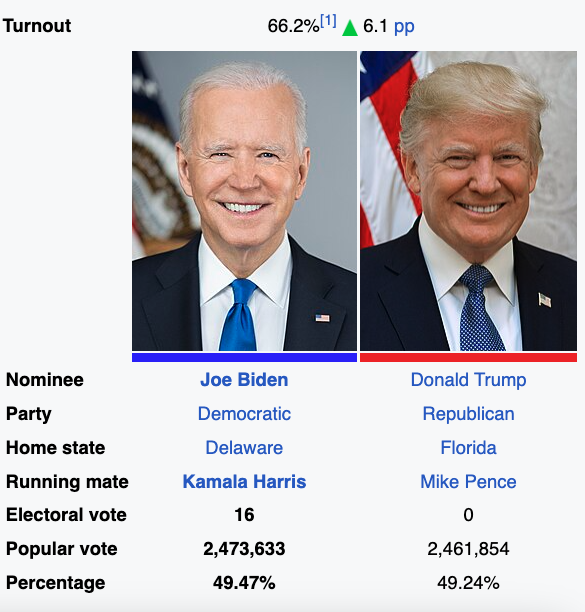 Turnout 66.2%[1] ▲ 6.1 pp
Nominee Joe Biden Donald Trump
Party Democratic Republican
Home state Delaware Florida
Running mate Kamala Harris Mike Pence
Electoral vote 16 0
Popular vote 2,473,633 2,461,854
Percentage 49.47% 49.24%